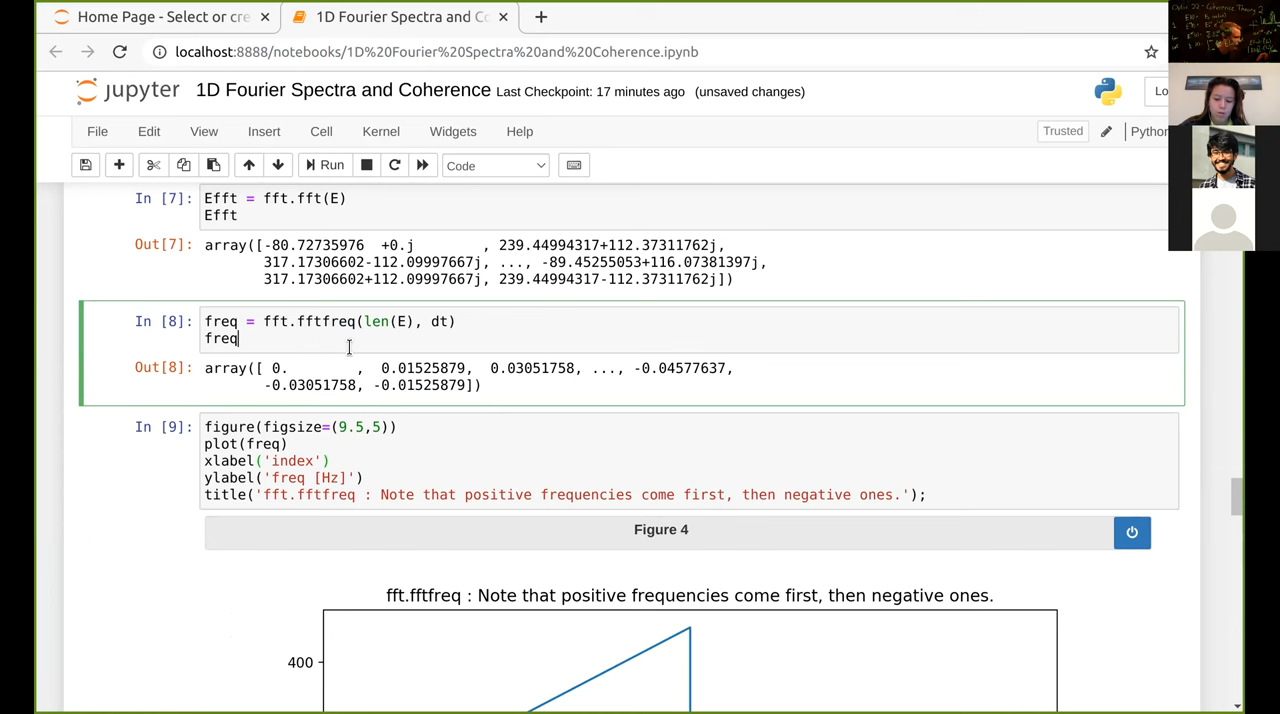 Home Page - Select or cre
1D Fourier Spectra and Co
localhost:8888/notebooks/1D%20Fourier%20Spectra%20and%20Coherence.ipynb
jupyter 1D Fourier Spectra and Coherence Last Checkpoint: 17 minutes ago (unsaved changes)
Lo
File Edit View Insert Cell Kernel Widgets Help
Trusted
Python
Run
Code
In [7]: Efft = fft.fft(E)
Efft
Out[7]: array([-80.72735976 +0.j , 239.44994317+112.37311762j,
317.17306602-112.09997667j, ..., -89.45255053+116.07381397j,
317.17306602+112.09997667j, 239.44994317-112.37311762j])
In [8]: freq = fft.fftfreq(len(E), dt)
freq
Out[8]: array([ 0. , 0.01525879, 0.03051758, ..., -0.04577637,
-0.03051758, -0.01525879])
In [9]: figure(figsize=(9.5,5))
plot(freq)
xlabel('index')
ylabel('freq [Hz]')
title('fft.fftfreq : Note that positive frequencies come first, then negative ones.');
Figure 4
fft.fftfreq : Note that positive frequencies come first, then negative ones.
400